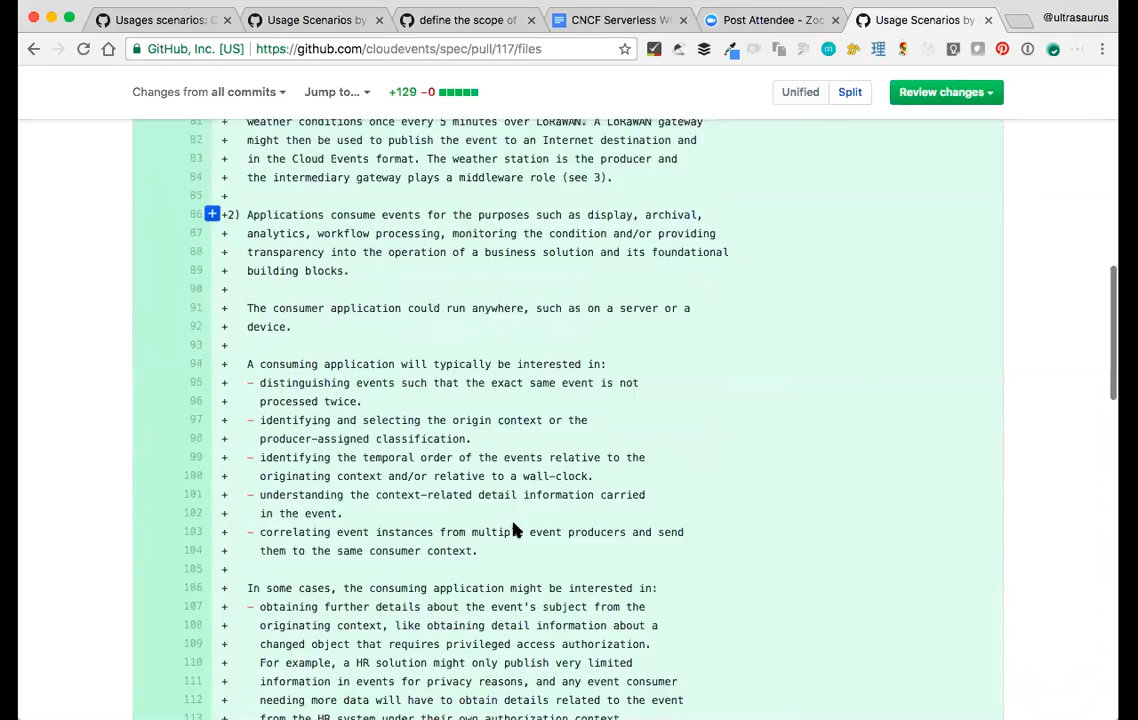 Usages scenarios: C
Usage Scenarios by
define the scope of
CNCF Serverless W
Post Attendee - Zoo
Usage Scenarios by
@ultrasaurus
GitHub, Inc. [US] https://github.com/cloudevents/spec/pull/117/files
Changes from all commits Jump to... +129 −0 Unified Split Review changes
81 + weather conditions once every 5 minutes over LoRaWAN. A LoRaWAN gateway
82 + might then be used to publish the event to an Internet destination and
83 + in the Cloud Events format. The weather station is the producer and
84 + the intermediary gateway plays a middleware role (see 3).
85 +
86 +2) Applications consume events for the purposes such as display, archival,
87 + analytics, workflow processing, monitoring the condition and/or providing
88 + transparency into the operation of a business solution and its foundational
89 + building blocks.
90 +
91 + The consumer application could run anywhere, such as on a server or a
92 + device.
93 +
94 + A consuming application will typically be interested in:
95 + - distinguishing events such that the exact same event is not
96 + processed twice.
97 + - identifying and selecting the origin context or the
98 + producer-assigned classification.
99 + - identifying the temporal order of the events relative to the
100 + originating context and/or relative to a wall-clock.
101 + - understanding the context-related detail information carried
102 + in the event.
103 + - correlating event instances from multiple event producers and send
104 + them to the same consumer context.
105 +
106 + In some cases, the consuming application might be interested in:
107 + - obtaining further details about the event's subject from the
108 + originating context, like obtaining detail information about a
109 + changed object that requires privileged access authorization.
110 + For example, a HR solution might only publish very limited
111 + information in events for privacy reasons, and any event consumer
112 + needing more data will have to obtain details related to the event
113 from the HR system under their own authorization context